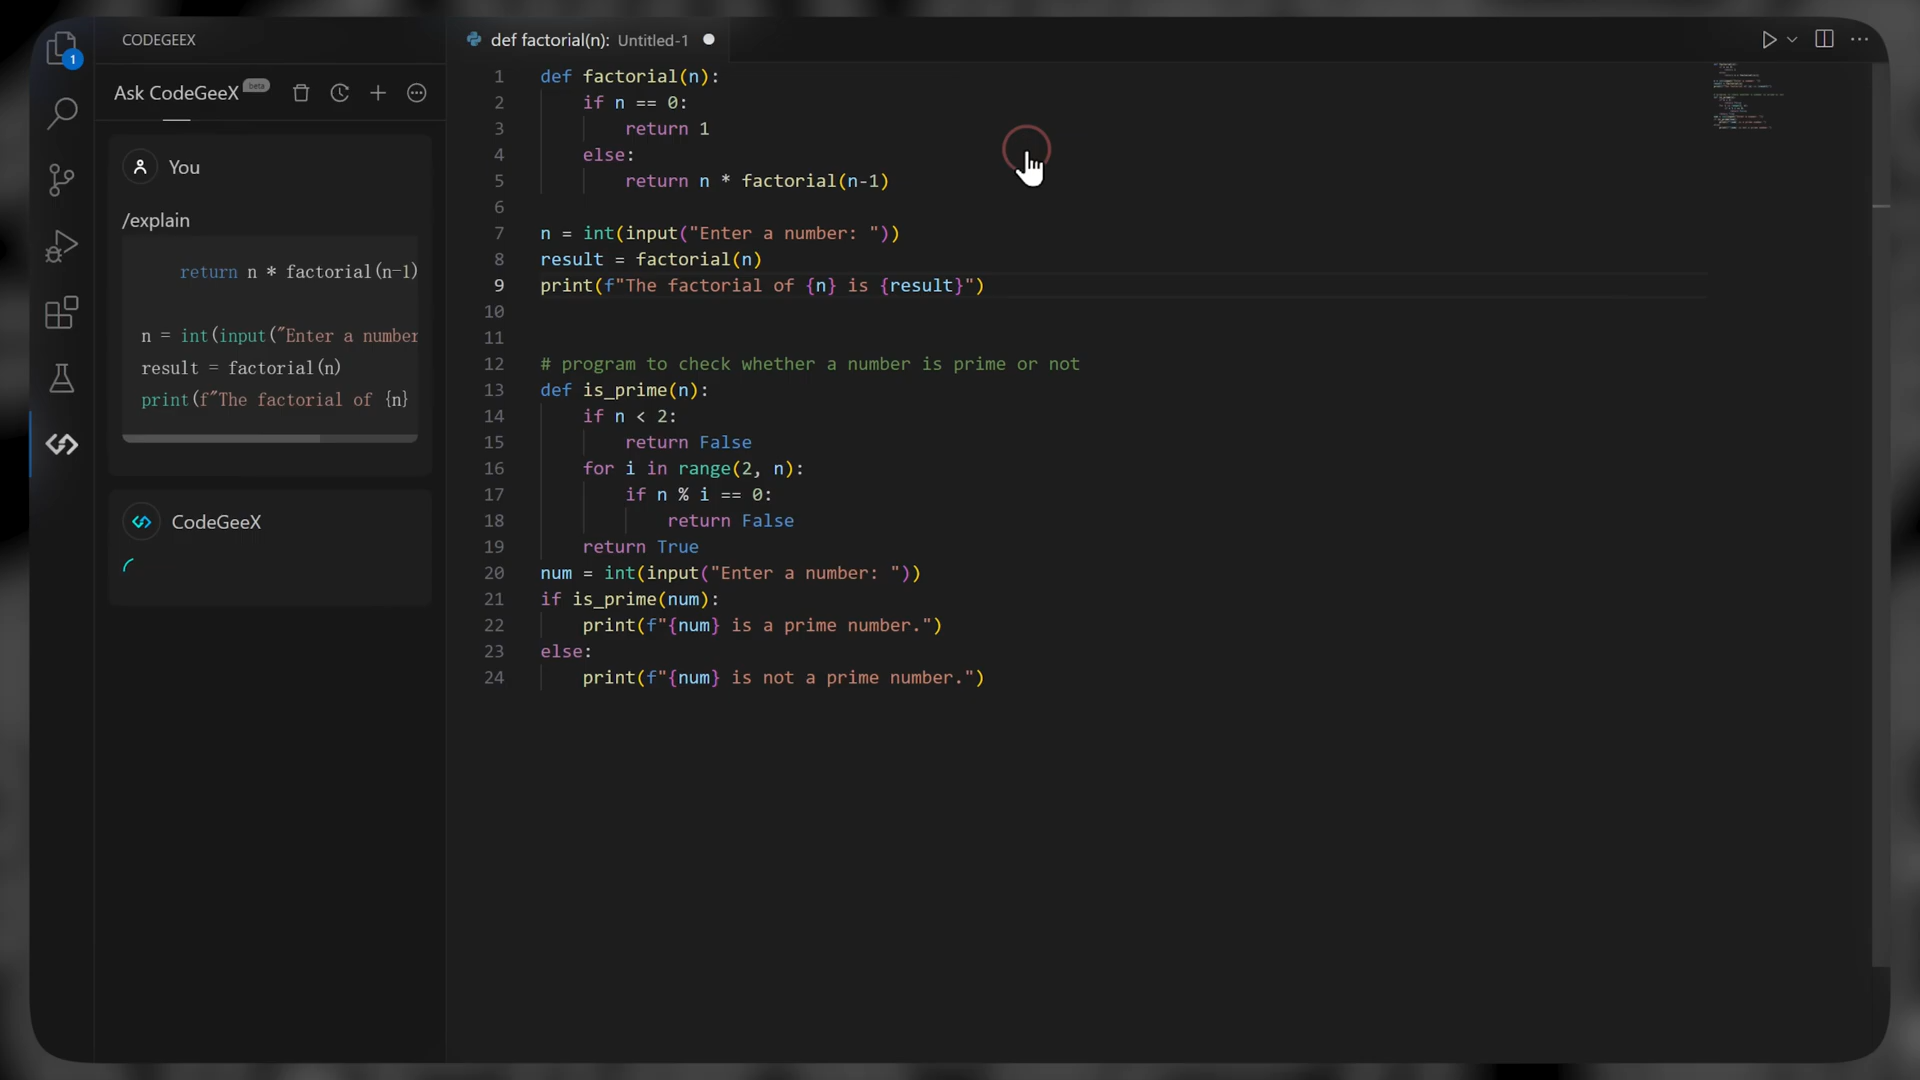 CODEGEEX
Ask CodeGeeX beta
You
/explain
return n * factorial(n-1)
n = int(input("Enter a number
result = factorial(n)
print(f"The factorial of {n}
CodeGeeX
1
def factorial(n): Untitled-1
1 def factorial(n):
2 if n == 0:
3 return 1
4 else:
5 return n * factorial(n-1)
6
7 n = int(input("Enter a number: "))
8 result = factorial(n)
9 print(f"The factorial of {n} is {result}")
10
11
12 # program to check whether a number is prime or not
13 def is_prime(n):
14 if n < 2:
15 return False
16 for i in range(2, n):
17 if n % i == 0:
18 return False
19 return True
20 num = int(input("Enter a number: "))
21 if is_prime(num):
22 print(f"{num} is a prime number.")
23 else:
24 print(f"{num} is not a prime number.")